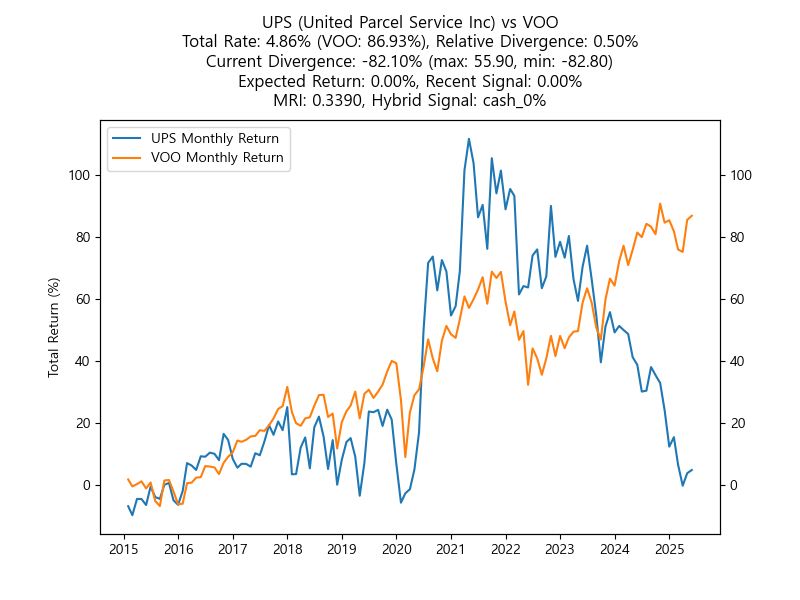 UPS (United Parcel Service Inc) vs VOO
Total Rate: 4.86% (VOO: 86.93%), Relative Divergence: 0.50%
Current Divergence: -82.10% (max: 55.90, min: -82.80)
Expected Return: 0.00%, Recent Signal: 0.00%
MRI: 0.3390, Hybrid Signal: cash_0%
UPS Monthly Return
VOO Monthly Return
Total Return (%)
100
80
60
40
20
0
100
80
60
40
20
0
2015 2016 2017 2018 2019 2020 2021 2022 2023 2024 2025